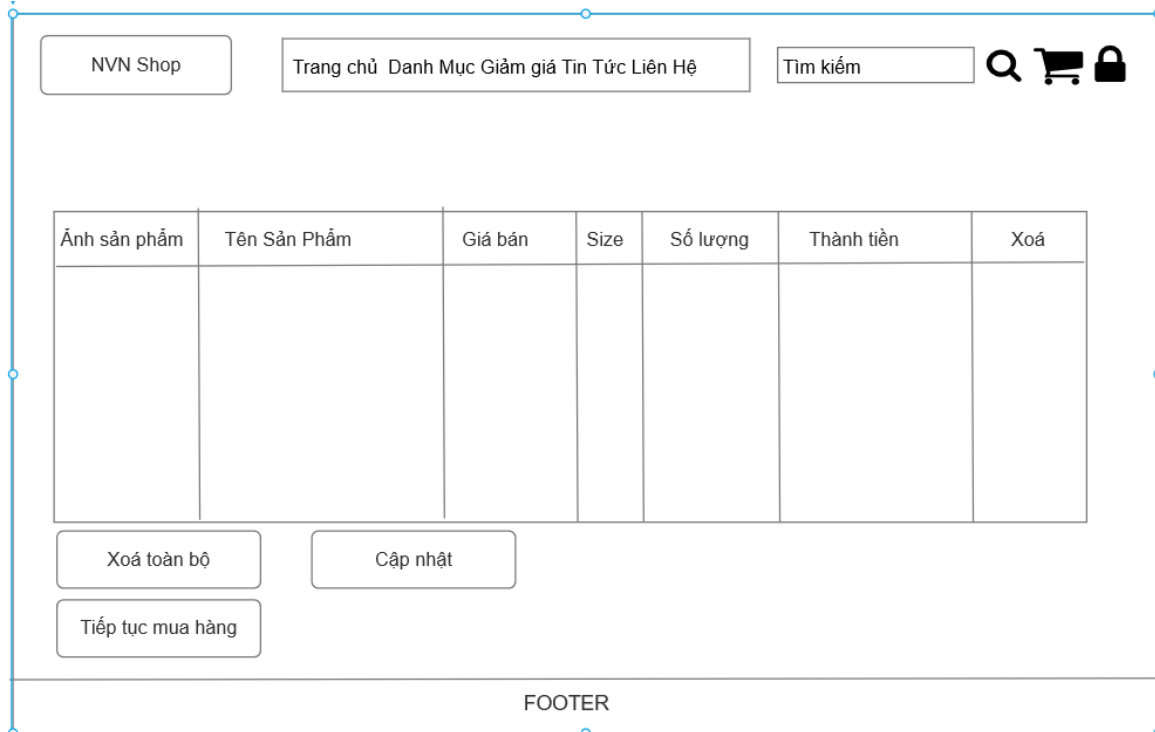 NVN Shop
Trang chủ Danh Mục Giảm giá Tin Tức Liên Hệ
Tìm kiếm
Ảnh sản phẩm
Tên Sản Phẩm
Giá bán
Size
Số lượng
Thành tiền
Xoá
Xoá toàn bộ
Cập nhật
Tiếp tục mua hàng
FOOTER